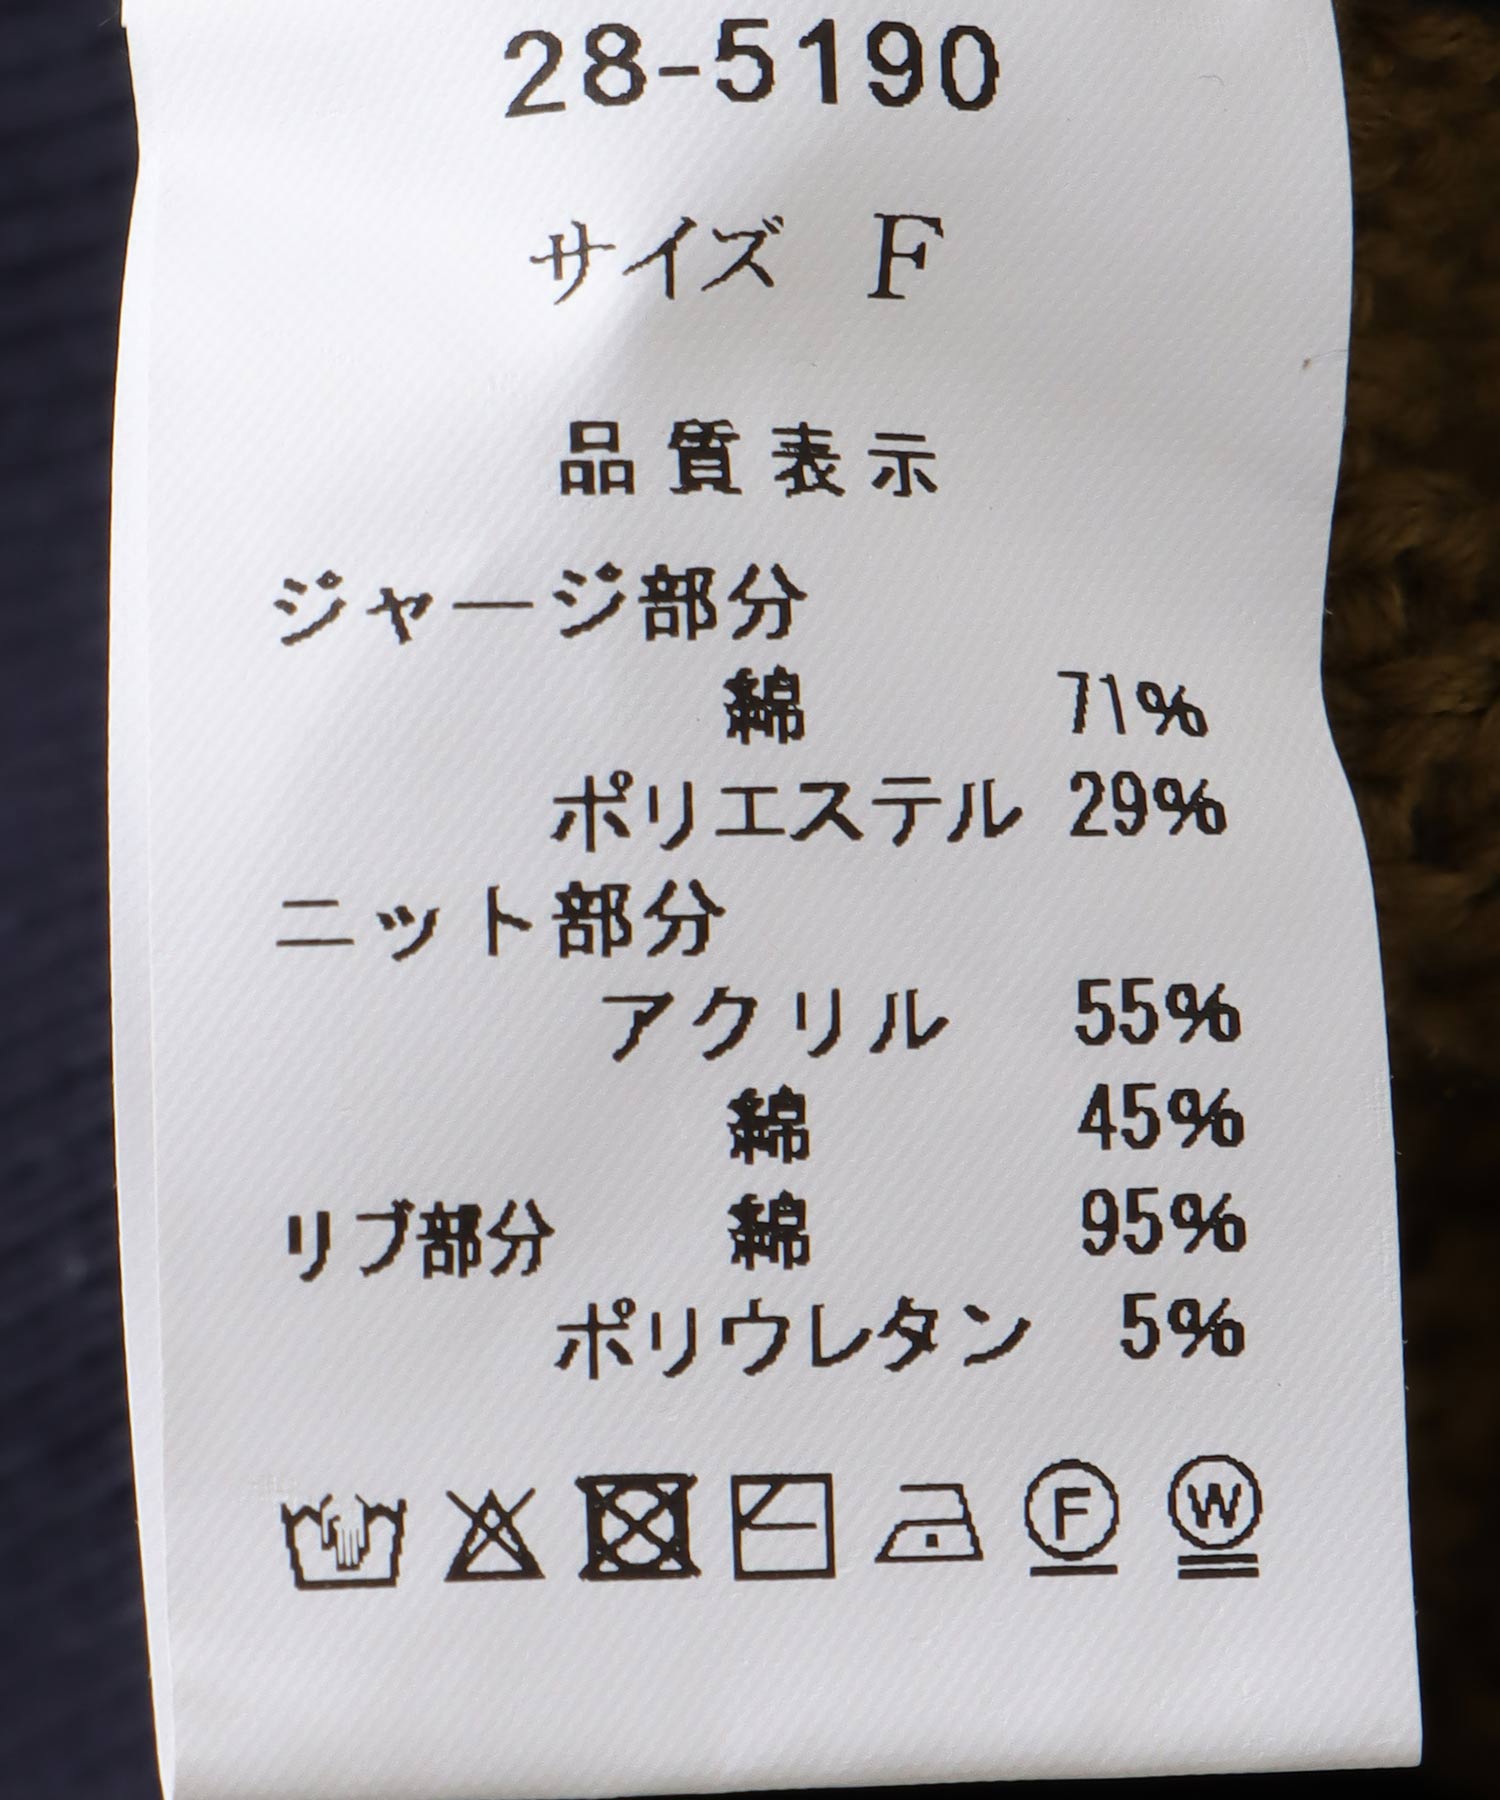 28-5190
サイズ F
品質表示
ジャージ部分
綿 71%
ポリエステル 29%
ニット部分
アクリル 55%
綿 45%
リブ部分 綿 95%
ポリウレタン 5%
F W